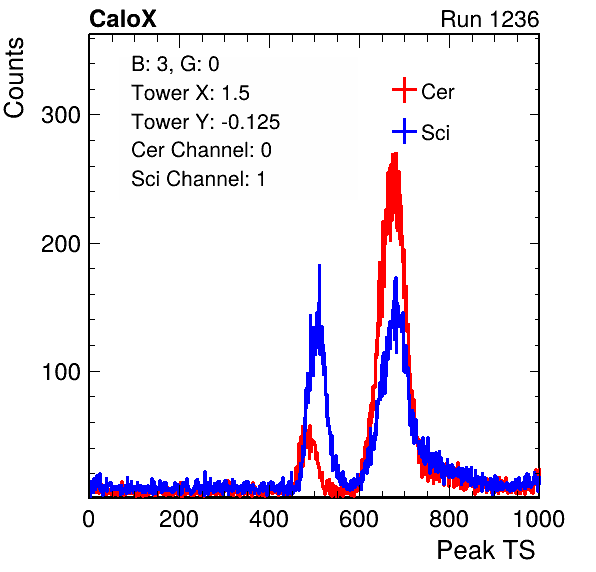 CaloX Run 1236
Counts
B: 3, G: 0
Tower X: 1.5
Tower Y: -0.125
Cer Channel: 0
Sci Channel: 1
Cer
Sci
300
200
100
0 200 400 600 800 1000
Peak TS